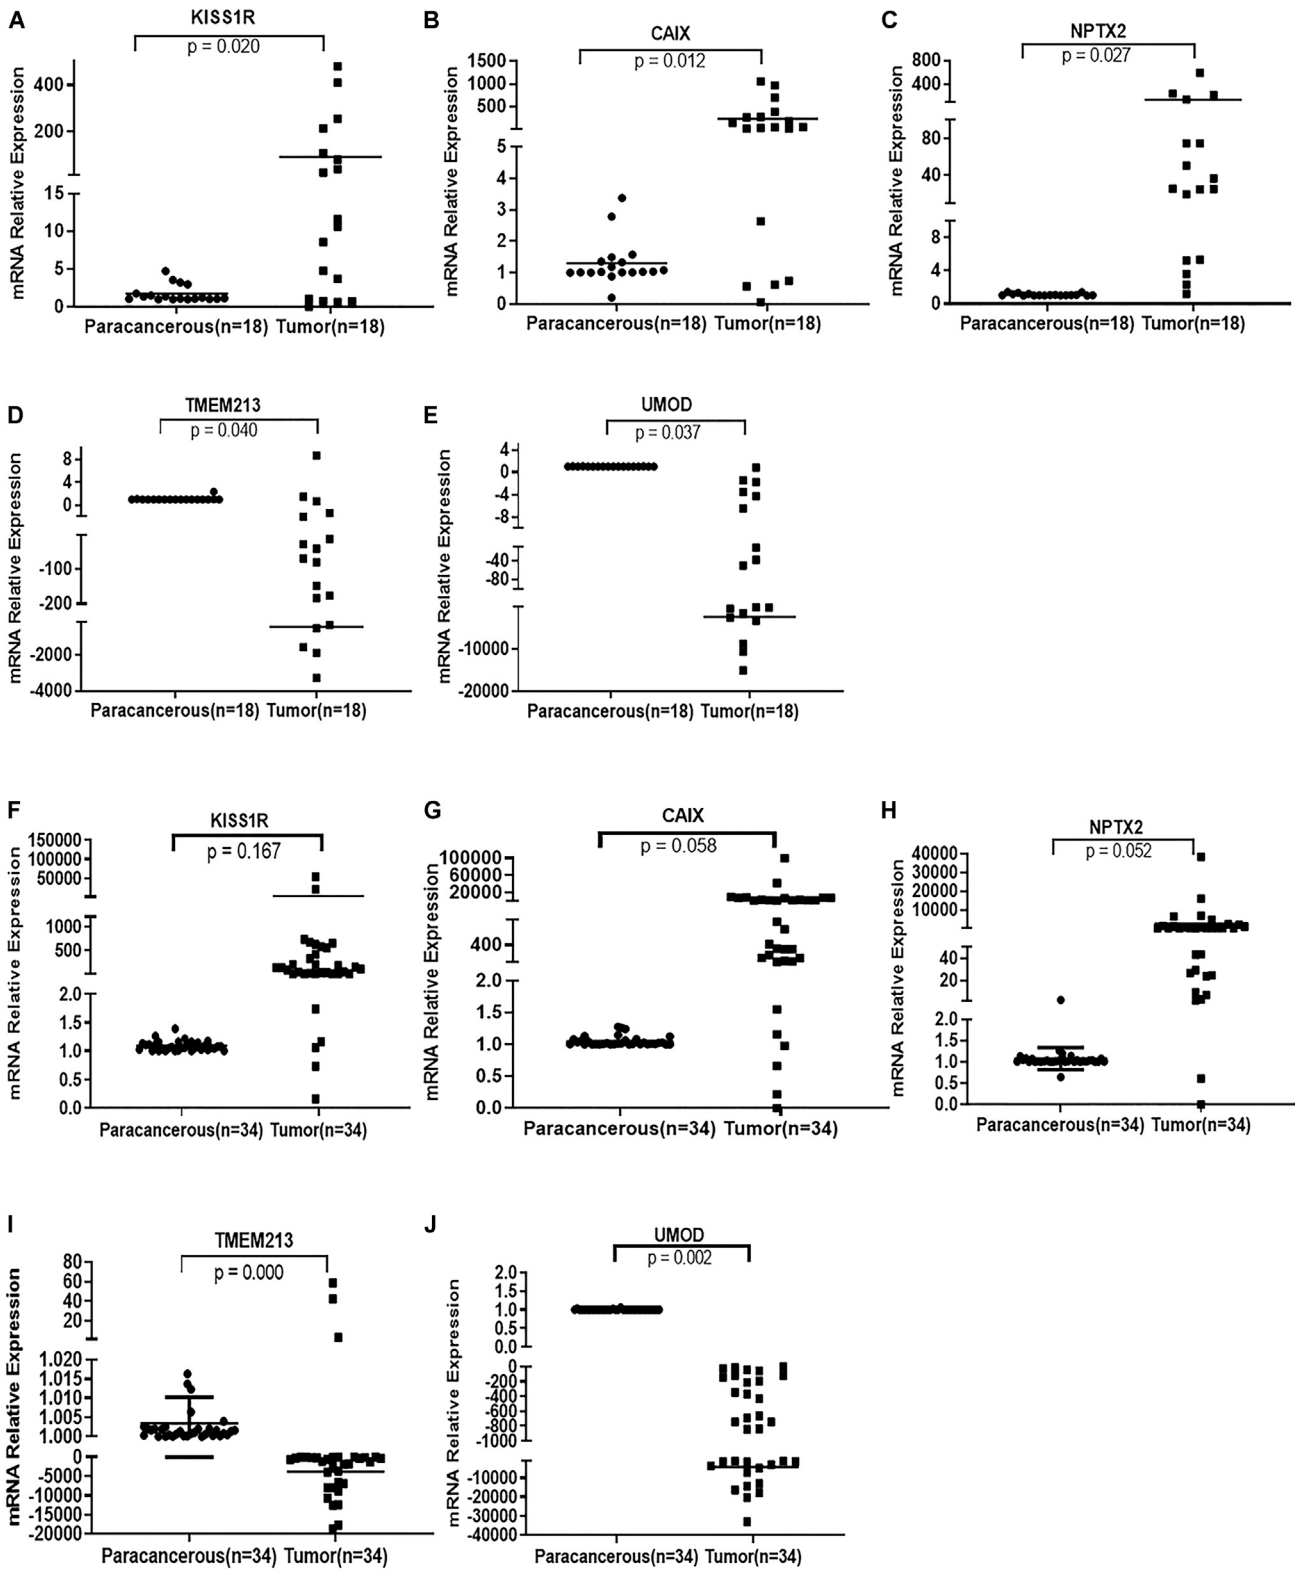 A
KISS1R
p = 0.020
mRNA Relative Expression
400
200
15
10
5
0
Paracancerous(n=18) Tumor(n=18)
B
CAIX
p = 0.012
mRNA Relative Expression
1500
1000
500
5
4
3
2
1
0
Paracancerous(n=18) Tumor(n=18)
C
NPTX2
p = 0.027
mRNA Relative Expression
800
400
80
40
8
4
0
Paracancerous(n=18) Tumor(n=18)
D
TMEM213
p = 0.040
mRNA Relative Expression
8
4
0
-100
-200
-2000
-4000
Paracancerous(n=18) Tumor(n=18)
E
UMOD
p = 0.037
mRNA Relative Expression
4
0
-4
-8
-40
-80
-10000
-20000
Paracancerous(n=18) Tumor(n=18)
F
KISS1R
p = 0.167
mRNA Relative Expression
150000
100000
50000
1000
500
2.0
1.5
1.0
0.5
0.0
Paracancerous(n=34) Tumor(n=34)
G
CAIX
p = 0.058
mRNA Relative Expression
100000
60000
20000
400
2.0
1.5
1.0
0.5
0.0
Paracancerous(n=34) Tumor(n=34)
H
NPTX2
p = 0.052
mRNA Relative Expression
40000
30000
20000
10000
40
20
2.0
1.5
1.0
0.5
0.0
Paracancerous(n=34) Tumor(n=34)
I
TMEM213
p = 0.000
mRNA Relative Expression
80
60
40
20
1.020
1.015
1.010
1.005
1.000
0
-5000
-10000
-15000
-20000
Paracancerous(n=34) Tumor(n=34)
J
UMOD
p = 0.002
mRNA Relative Expression
2.0
1.5
1.0
0.5
0.0
0
-200
-400
-600
-800
-1000
-10000
-20000
-30000
-40000
Paracancerous(n=34) Tumor(n=34)